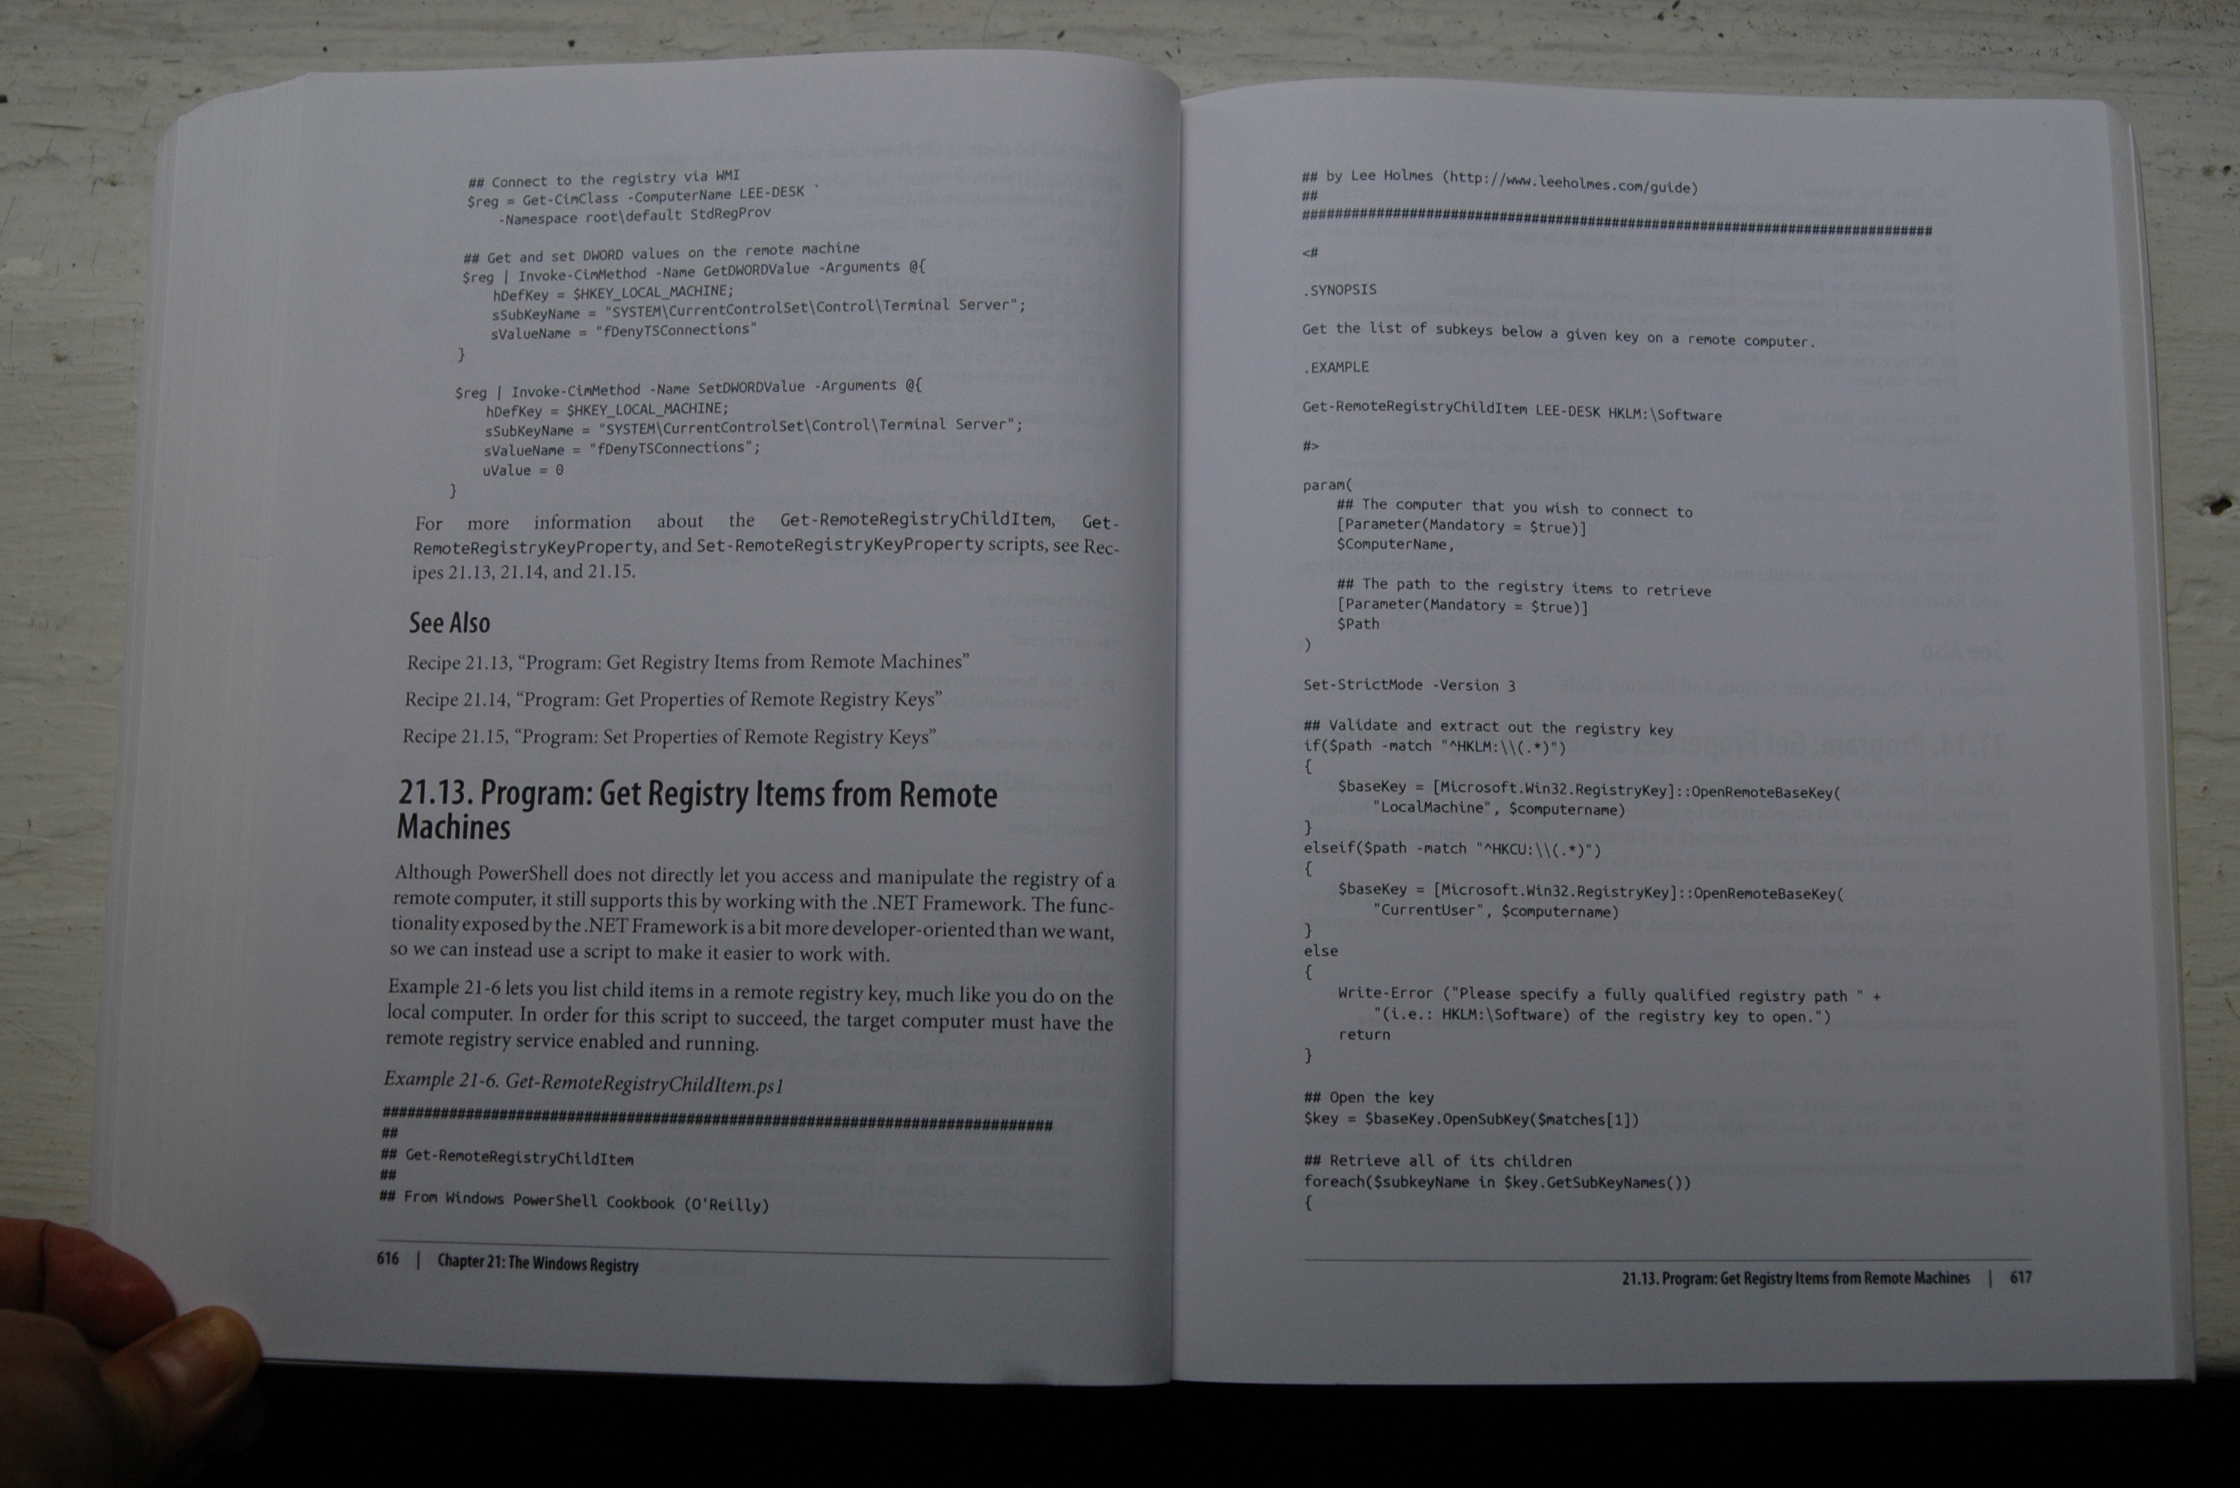 ## Connect to the registry via WMI
$reg = Get-CimClass -ComputerName LEE-DESK `
-Namespace root\default StdRegProv
## Get and set DWORD values on the remote machine
$reg | Invoke-CimMethod -Name GetDWORDValue -Arguments @{
hDefKey = $HKEY_LOCAL_MACHINE;
sSubKeyName = "SYSTEM\CurrentControlSet\Control\Terminal Server";
sValueName = "fDenyTSConnections"
}
$reg | Invoke-CimMethod -Name SetDWORDValue -Arguments @{
hDefKey = $HKEY_LOCAL_MACHINE;
sSubKeyName = "SYSTEM\CurrentControlSet\Control\Terminal Server";
sValueName = "fDenyTSConnections";
uValue = 0
}
For more information about the Get-RemoteRegistryChildItem, Get-
RemoteRegistryKeyProperty, and Set-RemoteRegistryKeyProperty scripts, see Rec-
ipes 21.13, 21.14, and 21.15.
See Also
Recipe 21.13, “Program: Get Registry Items from Remote Machines”
Recipe 21.14, “Program: Get Properties of Remote Registry Keys”
Recipe 21.15, “Program: Set Properties of Remote Registry Keys”
21.13. Program: Get Registry Items from Remote
Machines
Although PowerShell does not directly let you access and manipulate the registry of a
remote computer, it still supports this by working with the .NET Framework. The func-
tionality exposed by the .NET Framework is a bit more developer-oriented than we want,
so we can instead use a script to make it easier to work with.
Example 21-6 lets you list child items in a remote registry key, much like you do on the
local computer. In order for this script to succeed, the target computer must have the
remote registry service enabled and running.
Example 21-6. Get-RemoteRegistryChildItem.ps1
##############################################################################
##
## Get-RemoteRegistryChildItem
##
## From Windows PowerShell Cookbook (O'Reilly)
616 | Chapter 21: The Windows Registry
## by Lee Holmes (http://www.leeholmes.com/guide)
##
##############################################################################
<#
.SYNOPSIS
Get the list of subkeys below a given key on a remote computer.
.EXAMPLE
Get-RemoteRegistryChildItem LEE-DESK HKLM:\Software
#>
param(
## The computer that you wish to connect to
[Parameter(Mandatory = $true)]
$ComputerName,
## The path to the registry items to retrieve
[Parameter(Mandatory = $true)]
$Path
)
Set-StrictMode -Version 3
## Validate and extract out the registry key
if($path -match "^HKLM:\\(.*)")
{
$baseKey = [Microsoft.Win32.RegistryKey]::OpenRemoteBaseKey(
"LocalMachine", $computername)
}
elseif($path -match "^HKCU:\\(.*)")
{
$baseKey = [Microsoft.Win32.RegistryKey]::OpenRemoteBaseKey(
"CurrentUser", $computername)
}
else
{
Write-Error ("Please specify a fully qualified registry path " +
"(i.e.: HKLM:\Software) of the registry key to open.")
return
}
## Open the key
$key = $baseKey.OpenSubKey($matches[1])
## Retrieve all of its children
foreach($subkeyName in $key.GetSubKeyNames())
{
21.13. Program: Get Registry Items from Remote Machines | 617